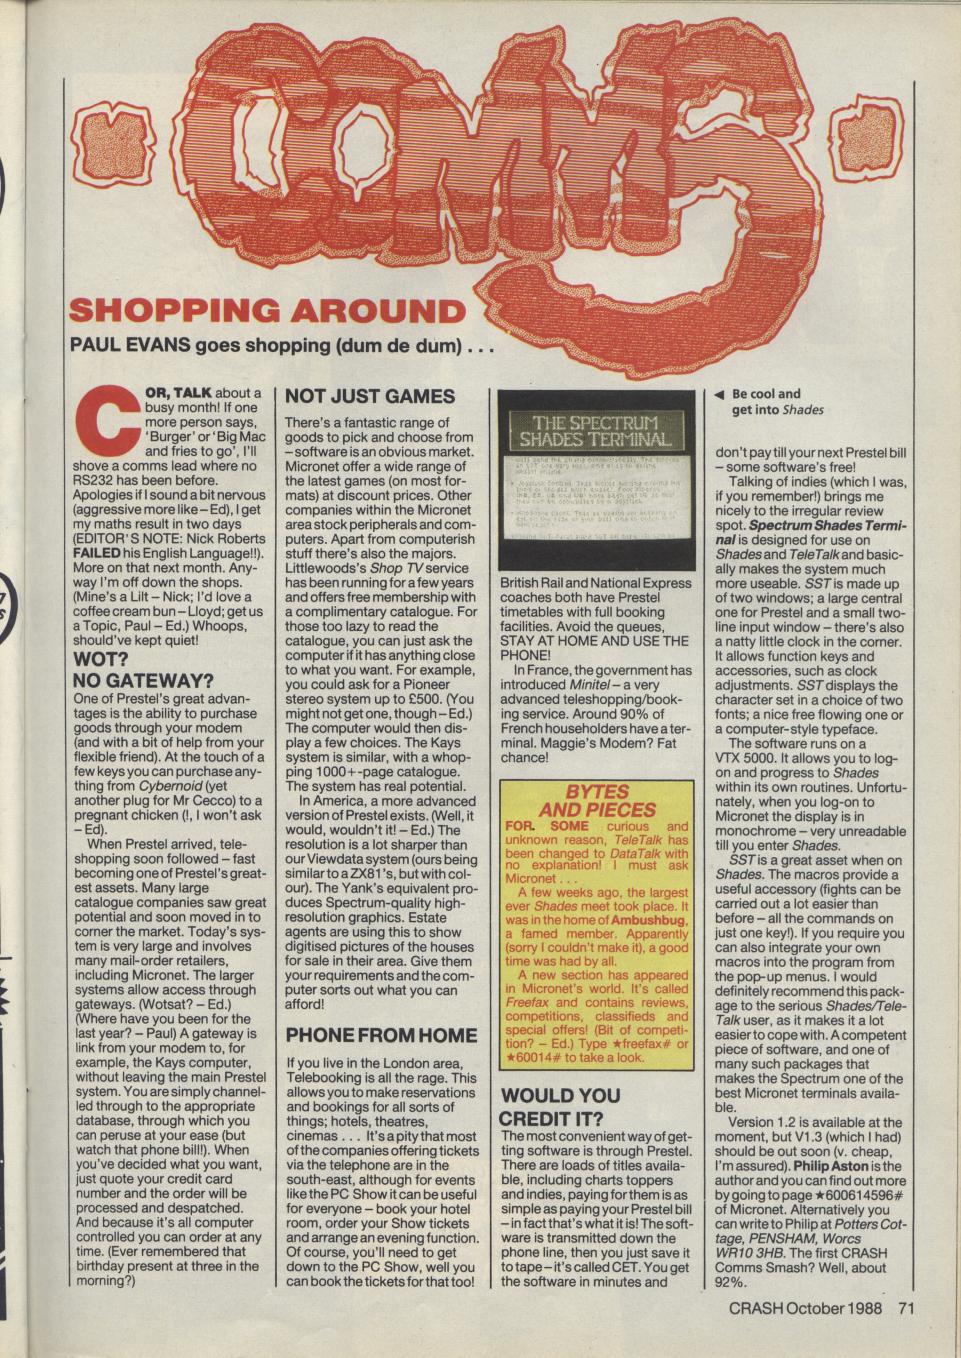 COMMS
SHOPPING AROUND
PAUL EVANS goes shopping (dum de dum) . . .
COR, TALK about a
busy month! If one
more person says,
'Burger' or 'Big Mac
and fries to go', I'll
shove a comms lead where no
RS232 has been before.
Apologies if I sound a bit nervous
(aggressive more like – Ed), I get
my maths result in two days
(EDITOR'S NOTE: Nick Roberts
FAILED his English Language!!).
More on that next month. Any-
way I'm off down the shops.
(Mine's a Lilt – Nick; I'd love a
coffee cream bun – Lloyd; get us
a Topic, Paul – Ed.) Whoops,
should've kept quiet!
WOT?
NO GATEWAY?
One of Prestel's great advan-
tages is the ability to purchase
goods through your modem
(and with a bit of help from your
flexible friend). At the touch of a
few keys you can purchase any-
thing from Cybernoid (yet
another plug for Mr Cecco) to a
pregnant chicken (!, I won't ask
– Ed).
When Prestel arrived, tele-
shopping soon followed – fast
becoming one of Prestel's great-
est assets. Many large
catalogue companies saw great
potential and soon moved in to
corner the market. Today's sys-
tem is very large and involves
many mail-order retailers,
including Micronet. The larger
systems allow access through
gateways. (Wotsat? – Ed.)
(Where have you been for the
last year? – Paul) A gateway is
link from your modem to, for
example, the Kays computer,
without leaving the main Prestel
system. You are simply channel-
led through to the appropriate
database, through which you
can peruse at your ease (but
watch that phone bill!). When
you've decided what you want,
just quote your credit card
number and the order will be
processed and despatched.
And because it's all computer
controlled you can order at any
time. (Ever remembered that
birthday present at three in the
morning?)
NOT JUST GAMES
There's a fantastic range of
goods to pick and choose from
– software is an obvious market.
Micronet offer a wide range of
the latest games (on most for-
mats) at discount prices. Other
companies within the Micronet
area stock peripherals and com-
puters. Apart from computerish
stuff there's also the majors.
Littlewoods's Shop TV service
has been running for a few years
and offers free membership with
a complimentary catalogue. For
those too lazy to read the
catalogue, you can just ask the
computer if it has anything close
to what you want. For example,
you could ask for a Pioneer
stereo system up to £500. (You
might not get one, though – Ed.)
The computer would then dis-
play a few choices. The Kays
system is similar, with a whop-
ping 1000+-page catalogue.
The system has real potential.
In America, a more advanced
version of Prestel exists. (Well, it
would, wouldn't it! – Ed.) The
resolution is a lot sharper than
our Viewdata system (ours being
similar to a ZX81's, but with col-
our). The Yank's equivalent pro-
duces Spectrum-quality high-
resolution graphics. Estate
agents are using this to show
digitised pictures of the houses
for sale in their area. Give them
your requirements and the com-
puter sorts out what you can
afford!
PHONE FROM HOME
If you live in the London area,
Telebooking is all the rage. This
allows you to make reservations
and bookings for all sorts of
things; hotels, theatres,
cinemas . . . It's a pity that most
of the companies offering tickets
via the telephone are in the
south-east, although for events
like the PC Show it can be useful
for everyone – book your hotel
room, order your Show tickets
and arrange an evening function.
Of course, you'll need to get
down to the PC Show, well you
can book the tickets for that too!
THE SPECTRUM
SHADES TERMINAL
British Rail and National Express
coaches both have Prestel
timetables with full booking
facilities. Avoid the queues,
STAY AT HOME AND USE THE
PHONE!
In France, the government has
introduced Minitel – a very
advanced teleshopping/book-
ing service. Around 90% of
French householders have a ter-
minal. Maggie's Modem? Fat
chance!
BYTES
AND PIECES
FOR SOME curious and
unknown reason, TeleTalk has
been changed to DataTalk with
no explanation! I must ask
Micronet . . .
A few weeks ago, the largest
ever Shades meet took place. It
was in the home of Ambushbug,
a famed member. Apparently
(sorry I couldn't make it), a good
time was had by all.
A new section has appeared
in Micronet's world. It's called
Freefax and contains reviews,
competitions, classifieds and
special offers! (Bit of competi-
tion? – Ed.) Type ★freefax# or
★60014# to take a look.
WOULD YOU
CREDIT IT?
The most convenient way of get-
ting software is through Prestel.
There are loads of titles availa-
ble, including charts toppers
and indies, paying for them is as
simple as paying your Prestel bill
– in fact that's what it is! The soft-
ware is transmitted down the
phone line, then you just save it
to tape – it's called CET. You get
the software in minutes and
◄ Be cool and
get into Shades
don't pay till your next Prestel bill
– some software's free!
Talking of indies (which I was,
if you remember!) brings me
nicely to the irregular review
spot. Spectrum Shades Termi-
nal is designed for use on
Shades and TeleTalk and basic-
ally makes the system much
more useable. SST is made up
of two windows; a large central
one for Prestel and a small two-
line input window – there's also
a natty little clock in the corner.
It allows function keys and
accessories, such as clock
adjustments. SST displays the
character set in a choice of two
fonts; a nice free flowing one or
a computer-style typeface.
The software runs on a
VTX 5000. It allows you to log-
on and progress to Shades
within its own routines. Unfortu-
nately, when you log-on to
Micronet the display is in
monochrome – very unreadable
till you enter Shades.
SST is a great asset when on
Shades. The macros provide a
useful accessory (fights can be
carried out a lot easier than
before – all the commands on
just one key!). If you require you
can also integrate your own
macros into the program from
the pop-up menus. I would
definitely recommend this pack-
age to the serious Shades/Tele-
Talk user, as it makes it a lot
easier to cope with. A competent
piece of software, and one of
many such packages that
makes the Spectrum one of the
best Micronet terminals availa-
ble.
Version 1.2 is available at the
moment, but V1.3 (which I had)
should be out soon (v. cheap,
I'm assured). Philip Aston is the
author and you can find out more
by going to page ★600614596#
of Micronet. Alternatively you
can write to Philip at Potters Cot-
tage, PENSHAM, Worcs
WR10 3HB. The first CRASH
Comms Smash? Well, about
92%.
CRASH October 1988 71